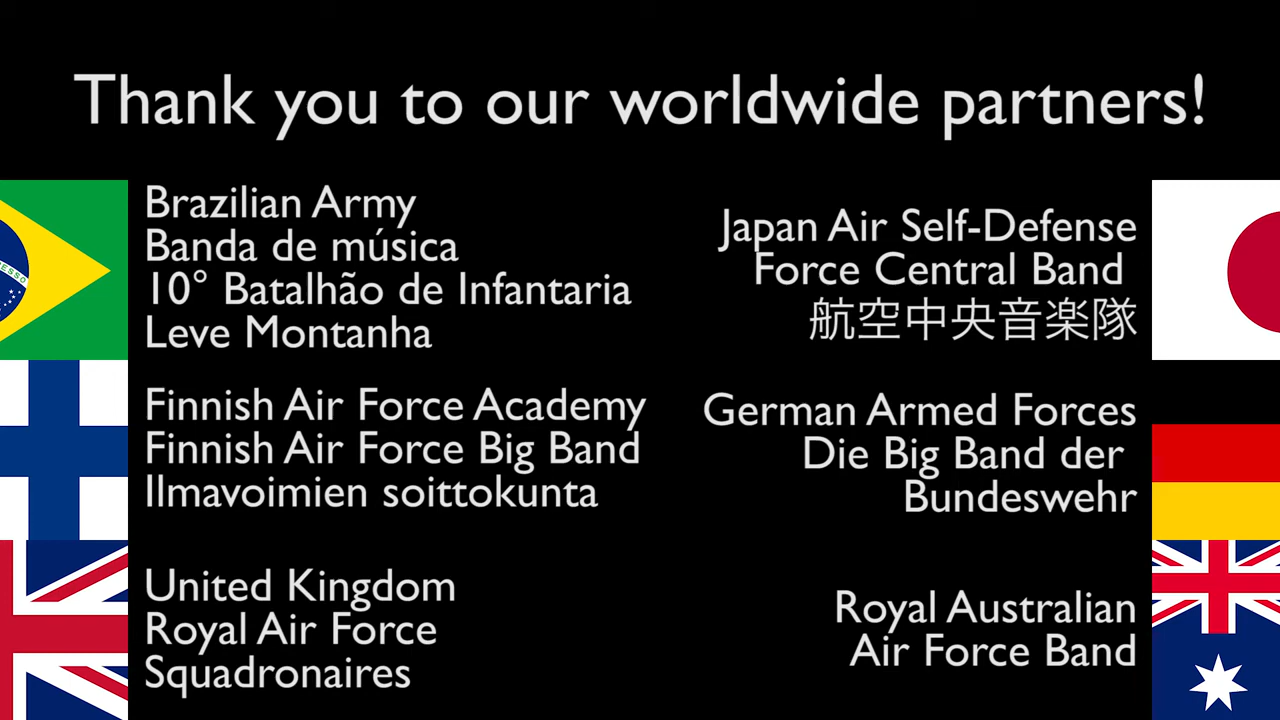 Thank you to our worldwide partners!
Brazilian Army
Banda de música
10° Batalhão de Infantaria
Leve Montanha
Finnish Air Force Academy
Finnish Air Force Big Band
Ilmavoimien soittokunta
United Kingdom
Royal Air Force
Squadronaires
Japan Air Self-Defense
Force Central Band
航空中央音楽隊
German Armed Forces
Die Big Band der
Bundeswehr
Royal Australian
Air Force Band